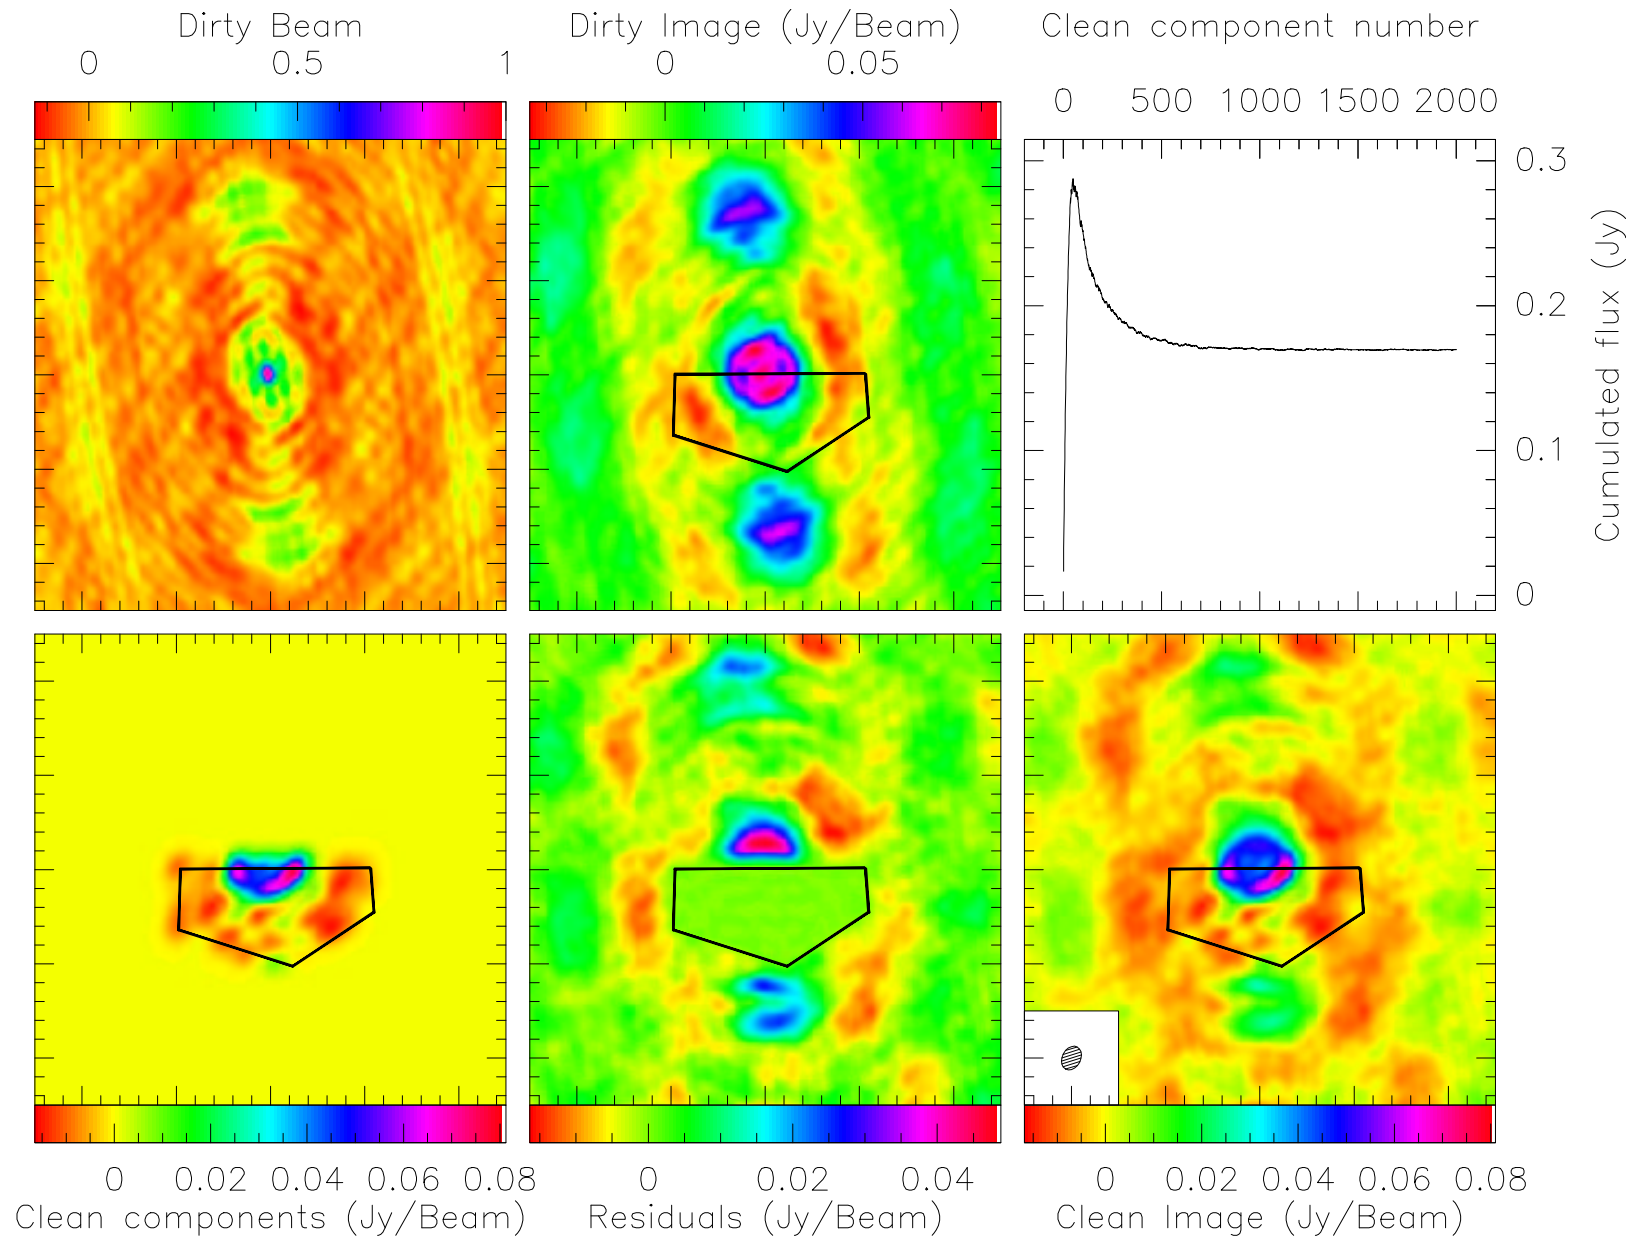 Dirty Beam
0 0.5 1
Dirty Image (Jy/Beam)
0 0.05
Clean component number
0 500 1000 1500 2000
0.3
0.2
0.1
0
Cumulated flux (Jy)
0 0.02 0.04 0.06 0.08
Clean components (Jy/Beam)
0 0.02 0.04
Residuals (Jy/Beam)
0 0.02 0.04 0.06 0.08
Clean Image (Jy/Beam)